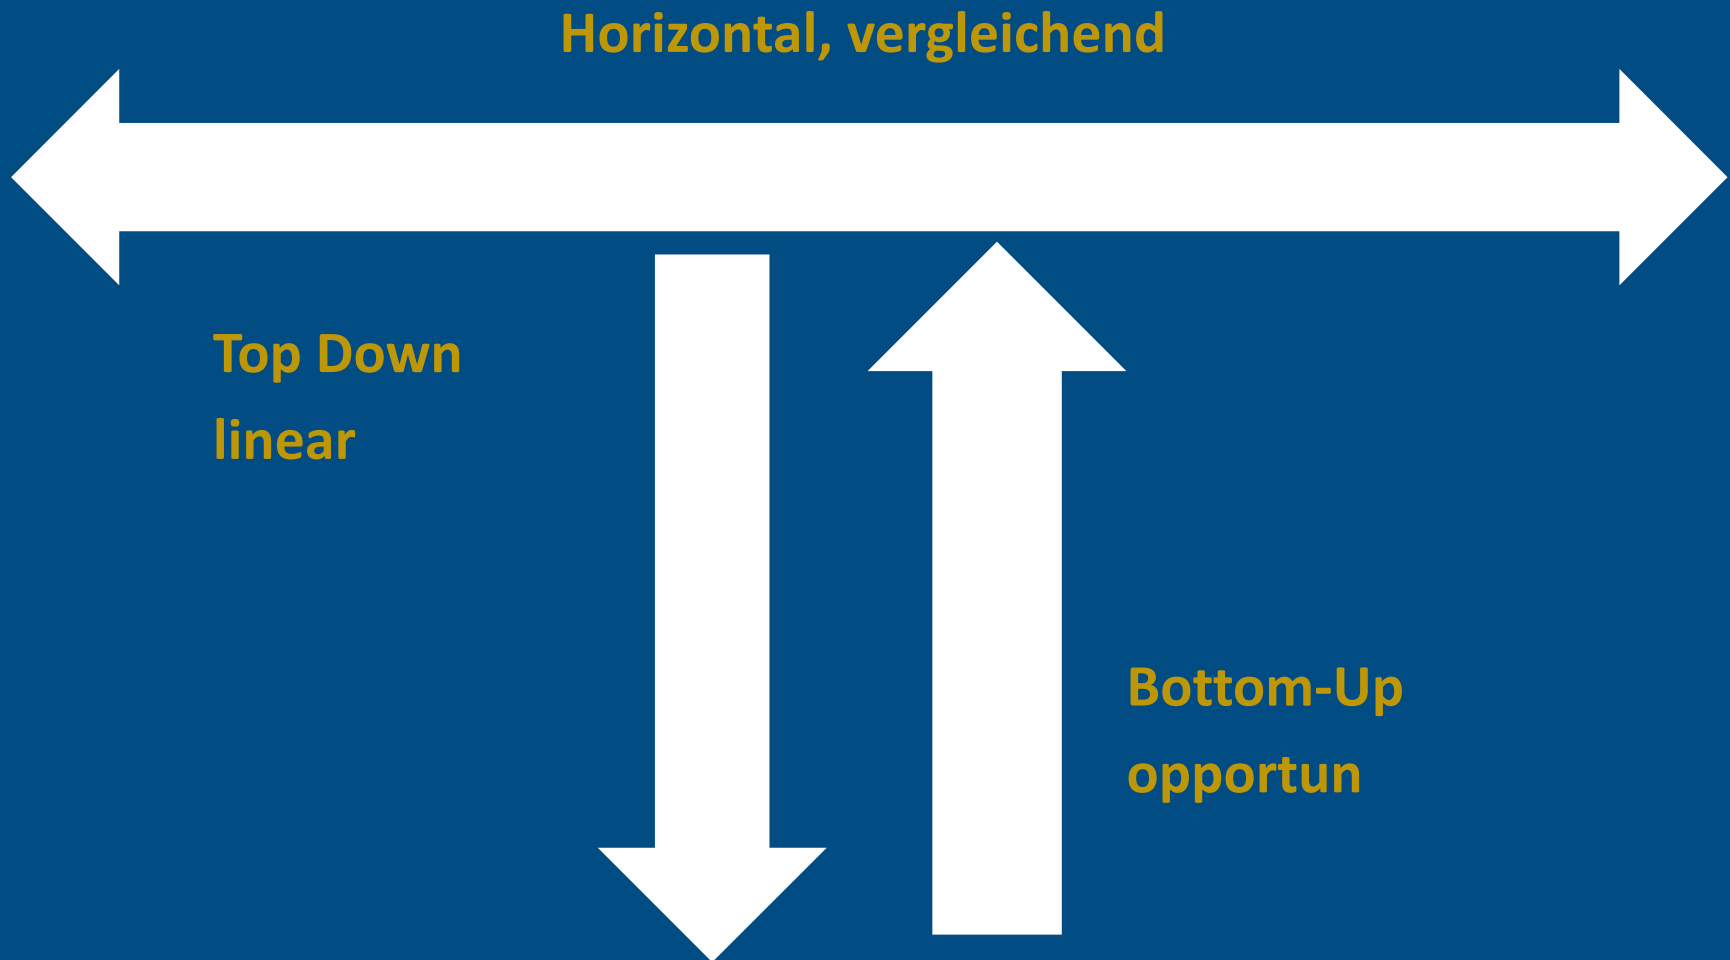 Horizontal, vergleichend
Top Down
linear
Bottom-Up
opportun